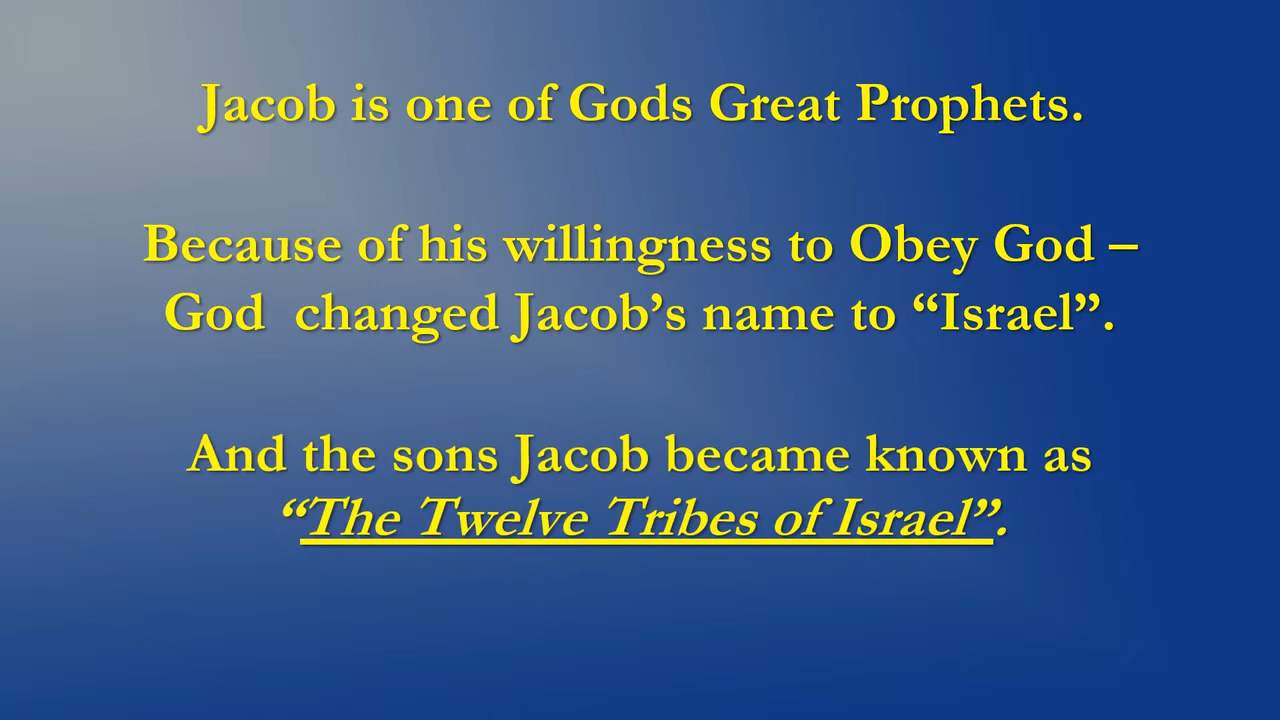 Jacob is one of Gods Great Prophets.
Because of his willingness to Obey God –
God  changed Jacob’s name to “Israel”.
And the sons Jacob became known as
“The Twelve Tribes of Israel”.